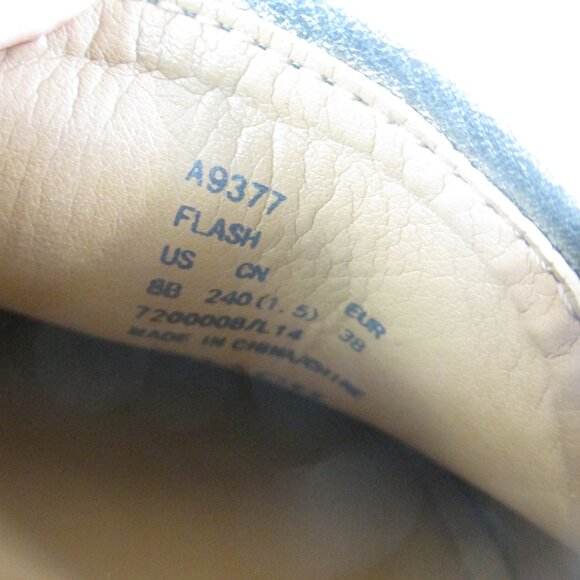 A9377
FLASH
US CN EUR
8B 240(1.5) 38
7200008/L14
MADE IN CHINA/CHINE